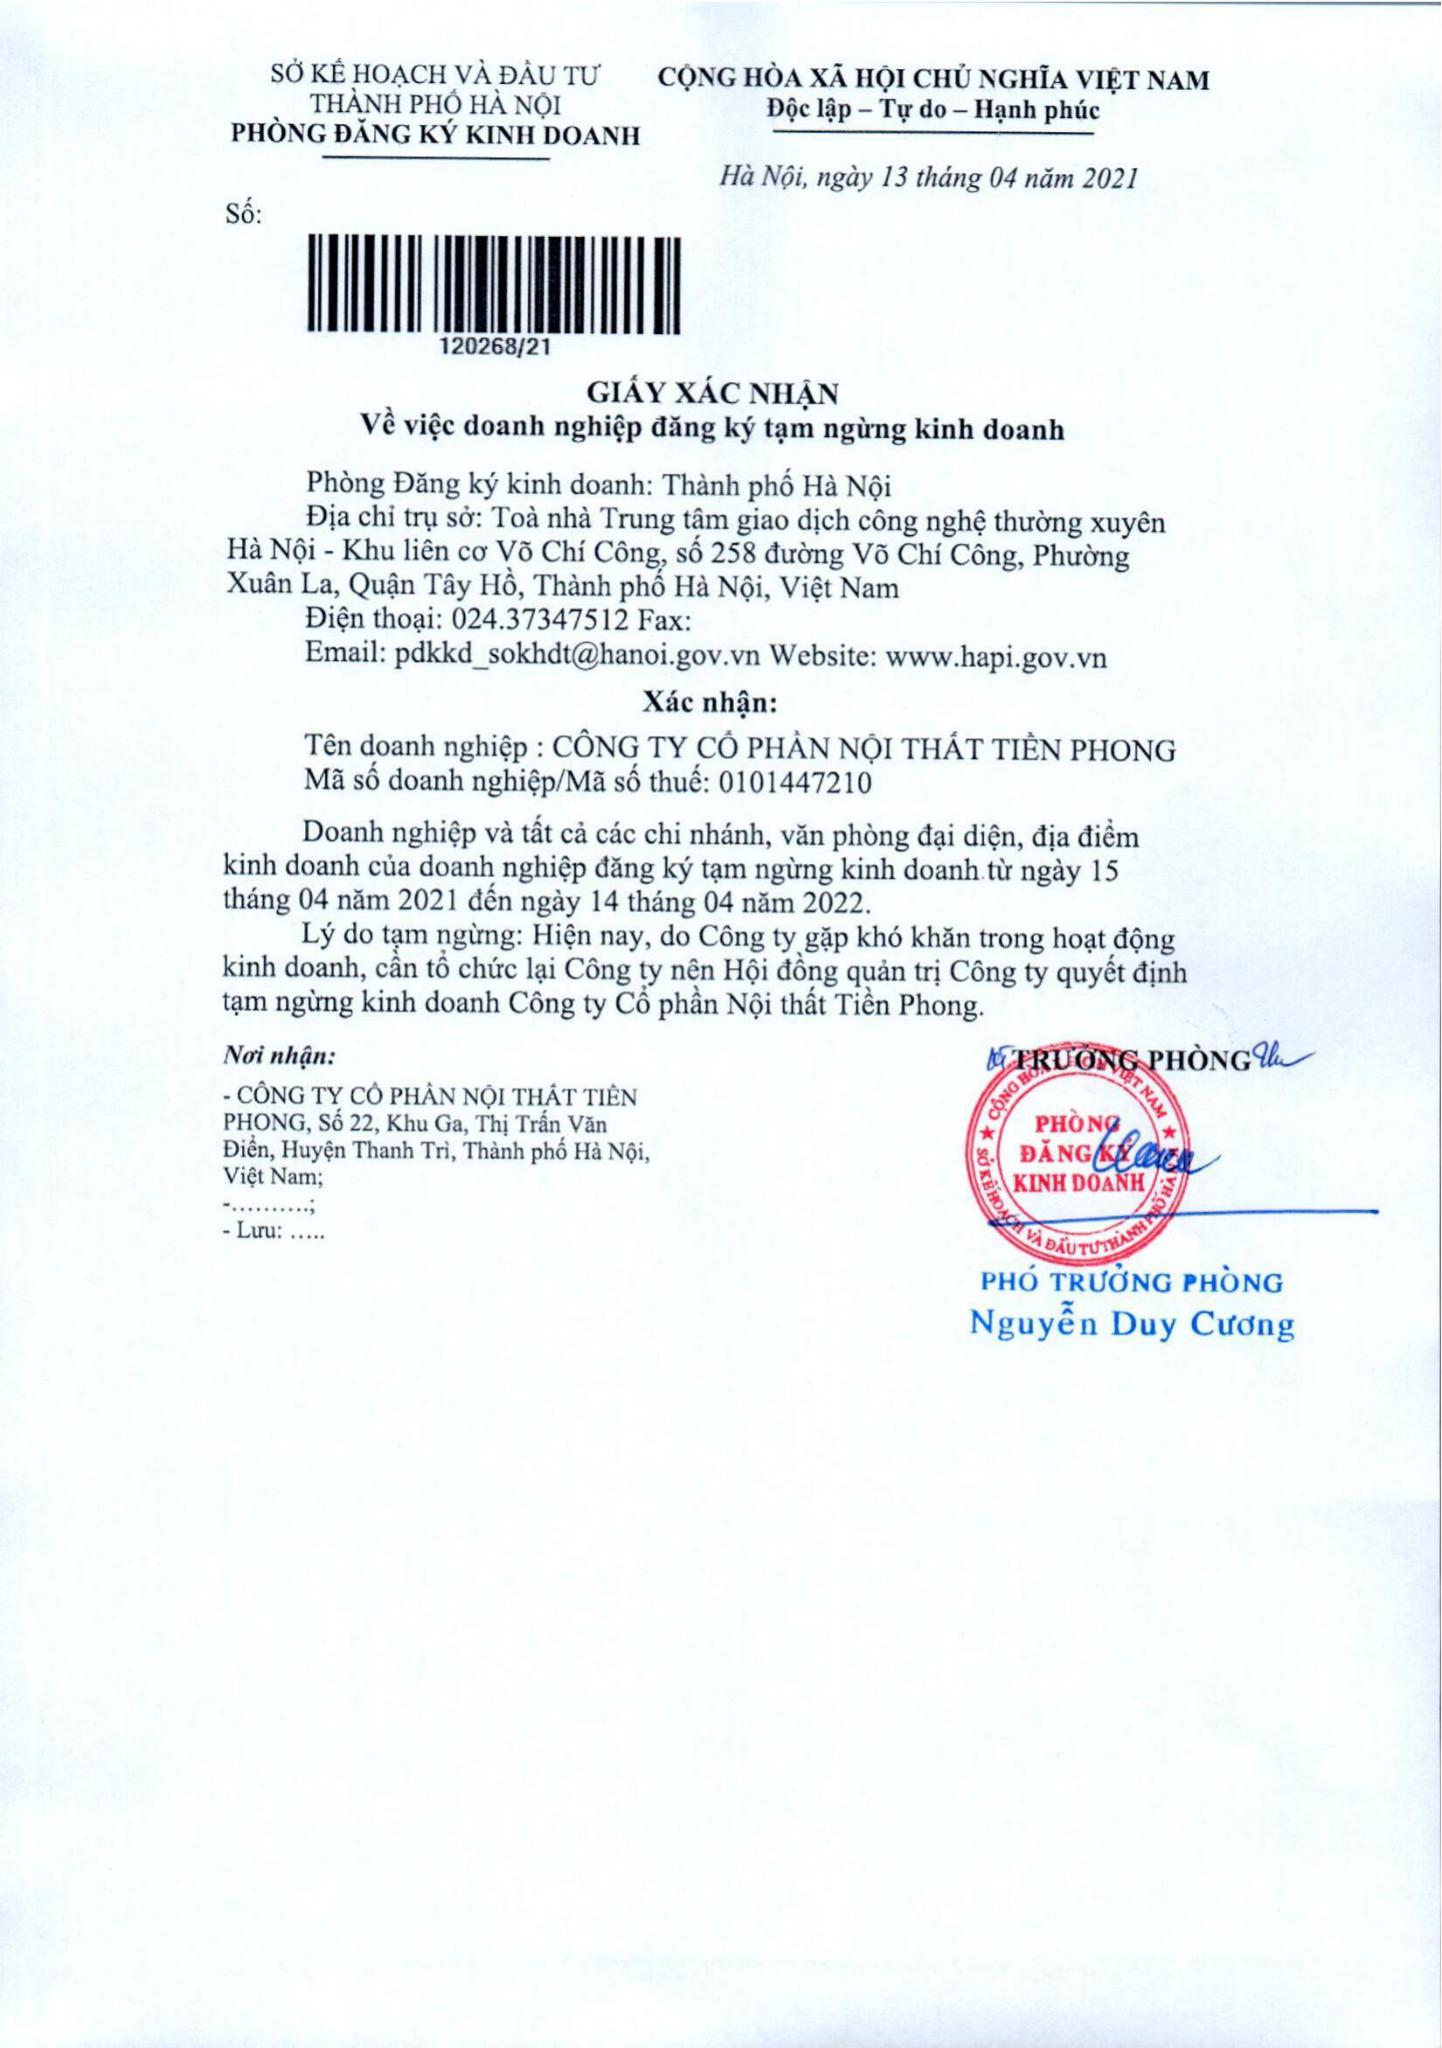 SỞ KẾ HOẠCH VÀ ĐẦU TƯ
THÀNH PHỐ HÀ NỘI
PHÒNG ĐĂNG KÝ KINH DOANH
CỘNG HÒA XÃ HỘI CHỦ NGHĨA VIỆT NAM
Độc lập – Tự do – Hạnh phúc
Hà Nội, ngày 13 tháng 04 năm 2021
Số:
120268/21
GIẤY XÁC NHẬN
Về việc doanh nghiệp đăng ký tạm ngừng kinh doanh
Phòng Đăng ký kinh doanh: Thành phố Hà Nội
Địa chỉ trụ sở: Toà nhà Trung tâm giao dịch công nghệ thường xuyên
Hà Nội - Khu liên cơ Võ Chí Công, số 258 đường Võ Chí Công, Phường
Xuân La, Quận Tây Hồ, Thành phố Hà Nội, Việt Nam
Điện thoại: 024.37347512 Fax:
Email: pdkkd_sokhdt@hanoi.gov.vn Website: www.hapi.gov.vn
Xác nhận:
Tên doanh nghiệp : CÔNG TY CỔ PHẦN NỘI THẤT TIỀN PHONG
Mã số doanh nghiệp/Mã số thuế: 0101447210
Doanh nghiệp và tất cả các chi nhánh, văn phòng đại diện, địa điểm
kinh doanh của doanh nghiệp đăng ký tạm ngừng kinh doanh từ ngày 15
tháng 04 năm 2021 đến ngày 14 tháng 04 năm 2022.
Lý do tạm ngừng: Hiện nay, do Công ty gặp khó khăn trong hoạt động
kinh doanh, cần tổ chức lại Công ty nên Hội đồng quản trị Công ty quyết định
tạm ngừng kinh doanh Công ty Cổ phần Nội thất Tiền Phong.
Nơi nhận:
- CÔNG TY CỔ PHẦN NỘI THẤT TIỀN
PHONG, Số 22, Khu Ga, Thị Trấn Văn
Điển, Huyện Thanh Trì, Thành phố Hà Nội,
Việt Nam;
-……….;
- Lưu: …..
TRƯỞNG PHÒNG
PHÒNG
ĐĂNG KÝ
KINH DOANH
SỞ KẾ HOẠCH VÀ ĐẦU TƯ THÀNH PHỐ HÀ NỘI
PHÓ TRƯỞNG PHÒNG
Nguyễn Duy Cương